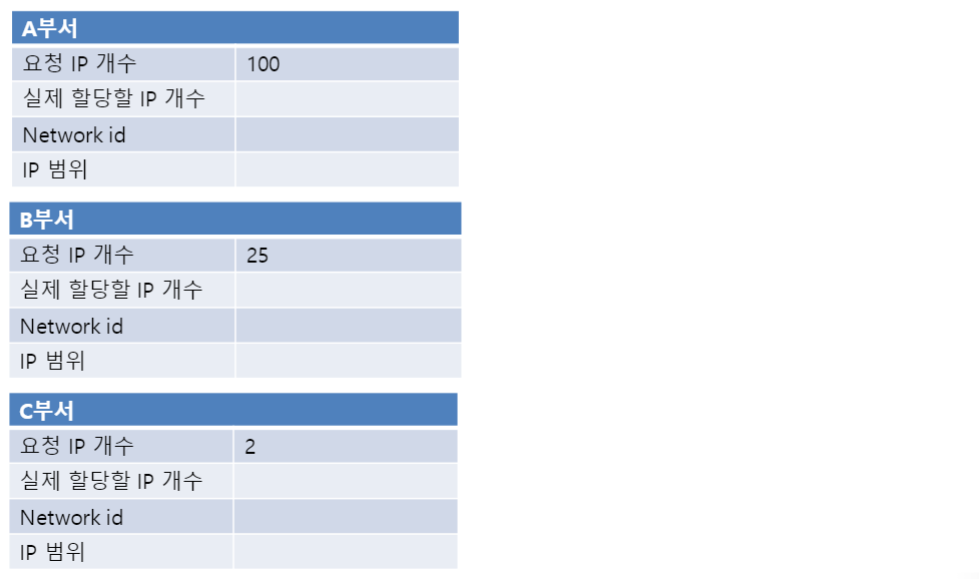 A부서
요청 IP 개수 100
실제 할당할 IP 개수
Network id
IP 범위
B부서
요청 IP 개수 25
실제 할당할 IP 개수
Network id
IP 범위
C부서
요청 IP 개수 2
실제 할당할 IP 개수
Network id
IP 범위